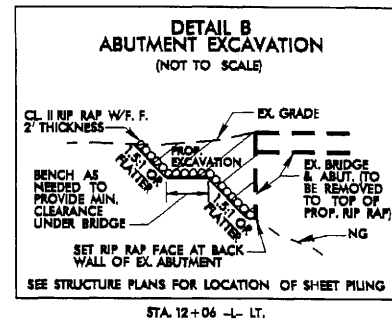 DETAIL B
ABUTMENT EXCAVATION
(NOT TO SCALE)
CL. II RIP RAP W/F. F.
2' THICKNESS
EX. GRADE
PROP.
EXCAVATION
1.5:1 OR
FLATTER
BENCH AS
NEEDED TO
PROVIDE MIN.
CLEARANCE
UNDER BRIDGE
1.5:1 OR
FLATTER
EX. BRIDGE
& ABUT. (TO
BE REMOVED
TO TOP OF
PROP. RIP RAP)
NG
SET RIP RAP FACE AT BACK
WALL OF EX. ABUTMENT
SEE STRUCTURE PLANS FOR LOCATION OF SHEET PILING
STA. 12+06 -L- LT.